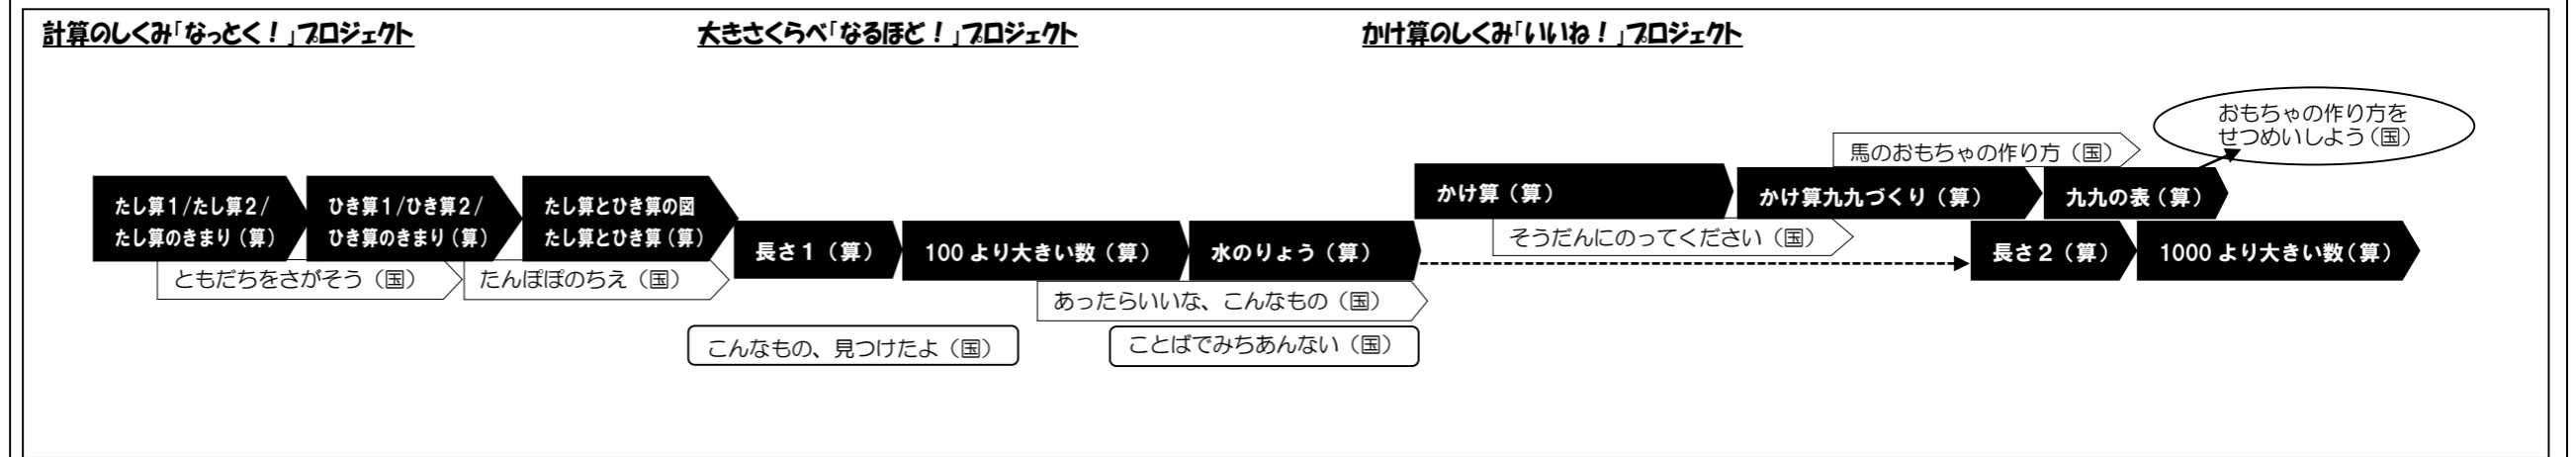 計算のしくみ「なっとく！」プロジェクト
大きさくらべ「なるほど！」プロジェクト
かけ算のしくみ「いいね！」プロジェクト
たし算１/たし算２/
たし算のきまり（算）
ひき算１/ひき算２/
ひき算のきまり（算）
たし算とひき算の図
たし算とひき算（算）
ともだちをさがそう（国）
たんぽぽのちえ（国）
長さ１（算）
100 より大きい数（算）
水のりょう（算）
あったらいいな、こんなもの（国）
こんなもの、見つけたよ（国）
ことばでみちあんない（国）
かけ算（算）
かけ算九九づくり（算）
九九の表（算）
そうだんにのってください（国）
馬のおもちゃの作り方（国）
おもちゃの作り方を
せつめいしよう（国）
長さ２（算）
1000 より大きい数（算）